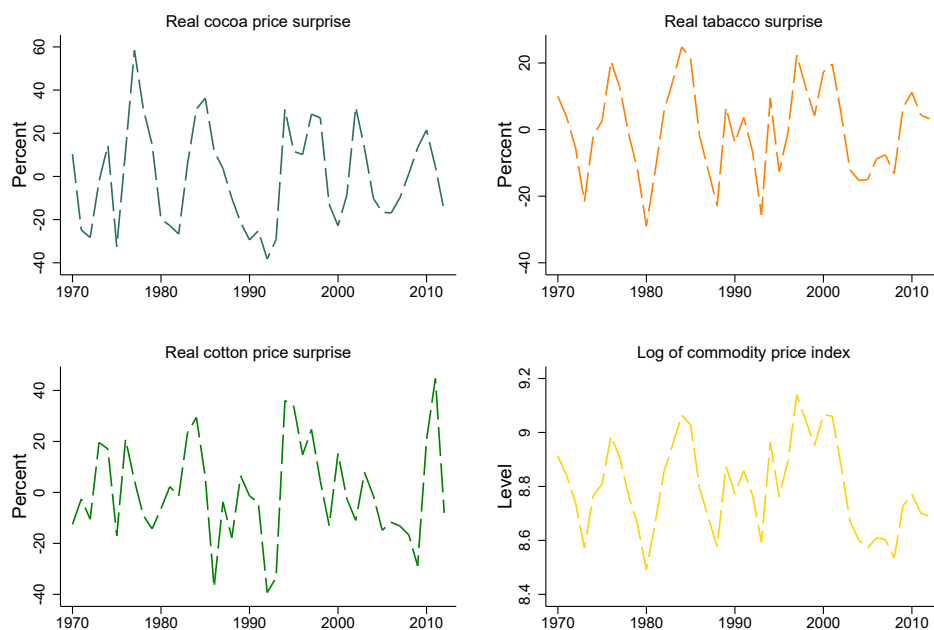 Real cocoa price surprise
Percent
60
40
20
0
-20
-40
1970 1980 1990 2000 2010
Real tabacco surprise
Percent
20
0
-20
-40
1970 1980 1990 2000 2010
Real cotton price surprise
Percent
40
20
0
-20
-40
1970 1980 1990 2000 2010
Log of commodity price index
Level
9.2
9
8.8
8.6
8.4
1970 1980 1990 2000 2010